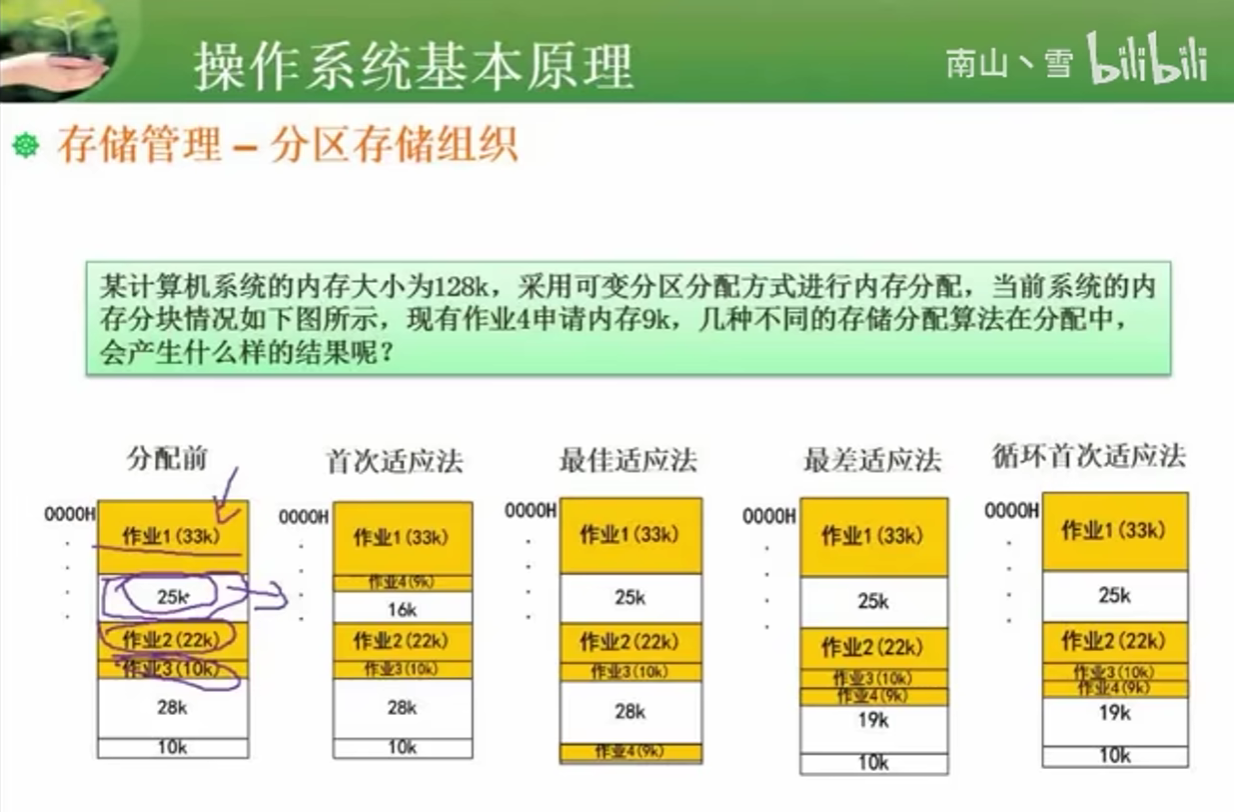 操作系统基本原理
南山丶雪 bilibili
存储管理 – 分区存储组织
某计算机系统的内存大小为128k，采用可变分区分配方式进行内存分配，当前系统的内
存分块情况如下图所示，现有作业4申请内存9k，几种不同的存储分配算法在分配中，
会产生什么样的结果呢？
分配前
0000H
作业1(33k)
25k
作业2(22k)
作业3(10k)
28k
10k
首次适应法
0000H
作业1(33k)
作业4(9k)
16k
作业2(22k)
作业3(10k)
28k
10k
最佳适应法
0000H
作业1(33k)
25k
作业2(22k)
作业3(10k)
28k
作业4(9k)
最差适应法
0000H
作业1(33k)
25k
作业2(22k)
作业3(10k)
作业4(9k)
19k
10k
循环首次适应法
0000H
作业1(33k)
25k
作业2(22k)
作业3(10k)
作业4(9k)
19k
10k